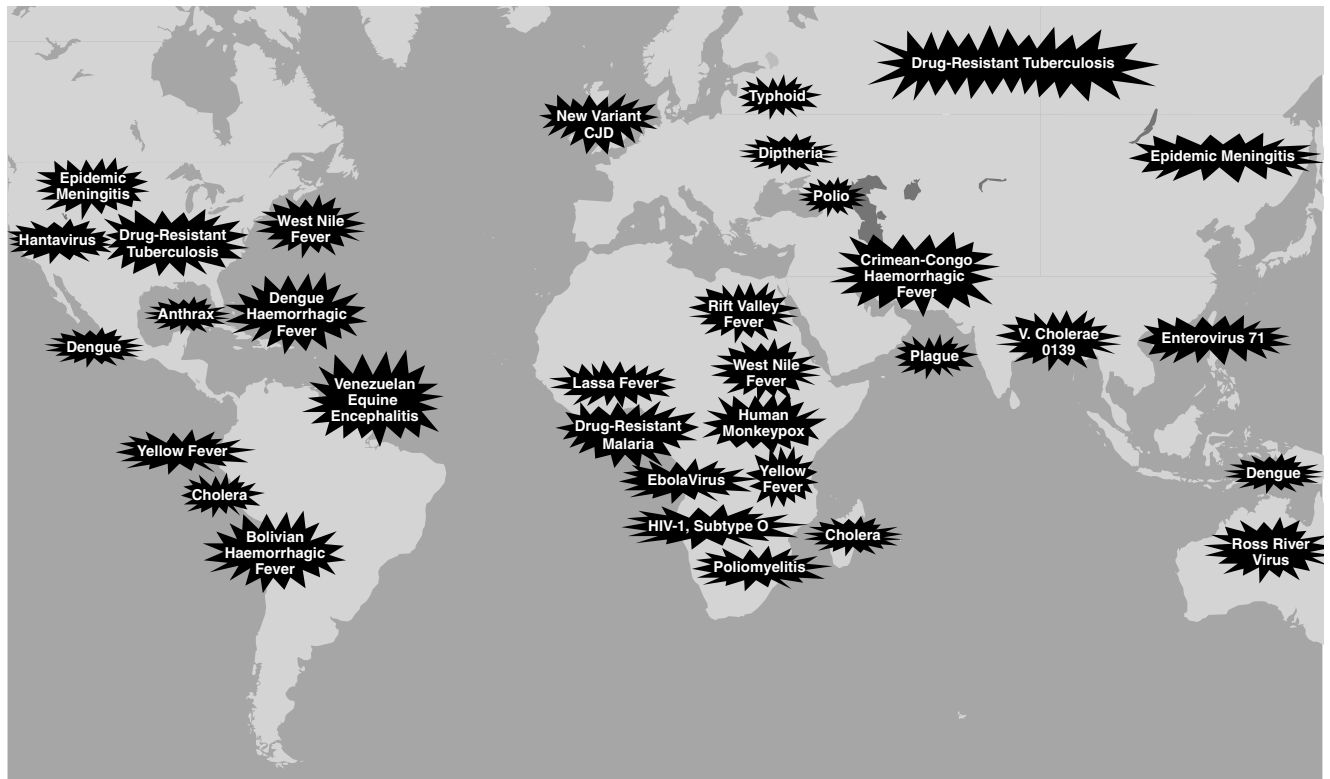 Drug-Resistant Tuberculosis
Typhoid
New Variant
CJD
Diptheria
Epidemic Meningitis
Epidemic
Meningitis
Polio
West Nile
Fever
Hantavirus
Drug-Resistant
Tuberculosis
Crimean-Congo
Haemorrhagic
Fever
Dengue
Haemorrhagic
Fever
Anthrax
Rift Valley
Fever
Dengue
V. Cholerae
0139
Enterovirus 71
Plague
West Nile
Fever
Lassa Fever
Venezuelan
Equine
Encephalitis
Human
Monkeypox
Drug-Resistant
Malaria
Yellow Fever
EbolaVirus
Yellow
Fever
Dengue
Cholera
HIV-1, Subtype O
Cholera
Bolivian
Haemorrhagic
Fever
Ross River
Virus
Poliomyelitis